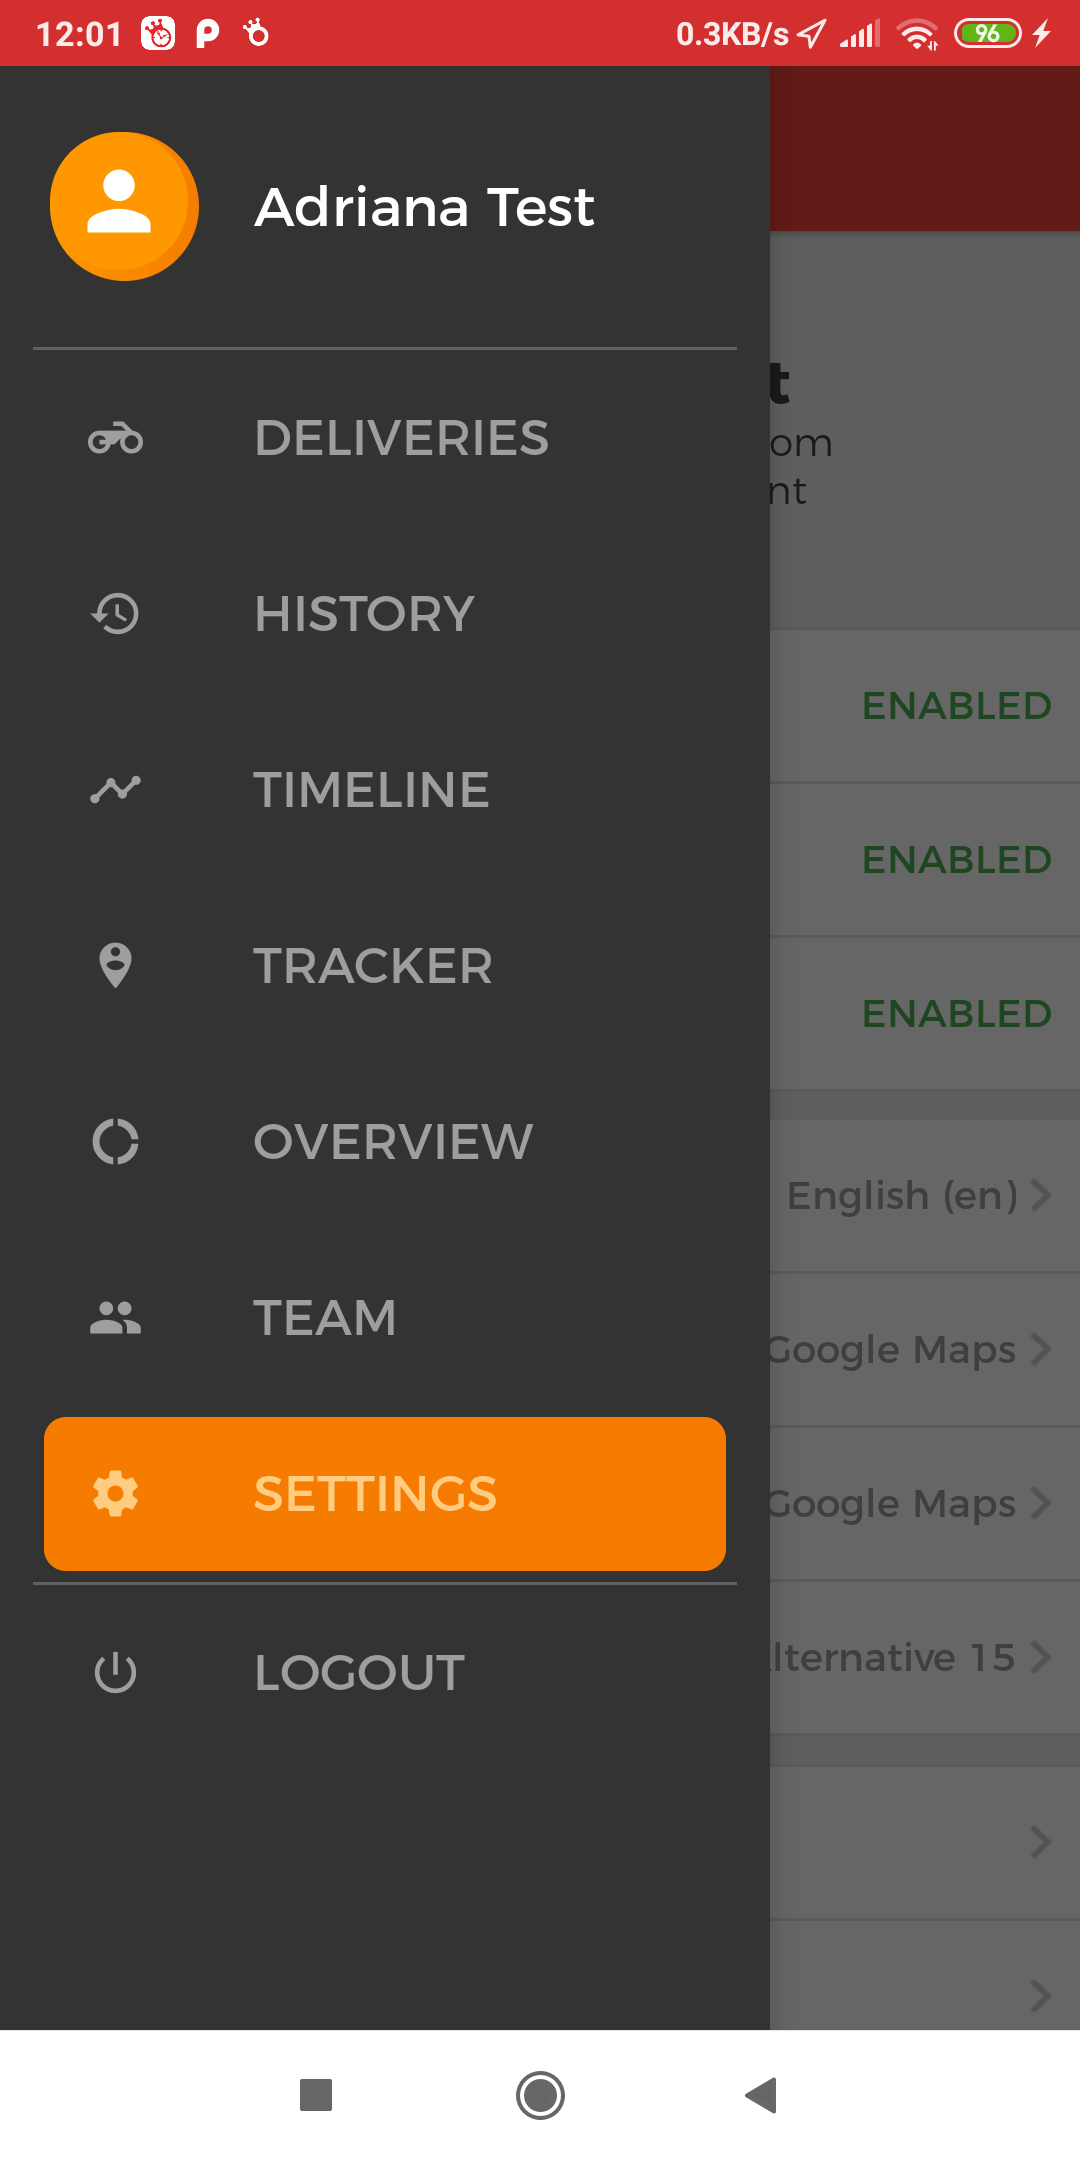 12:01 0.3KB/s 96
Adriana Test
DELIVERIES
HISTORY
TIMELINE
TRACKER
OVERVIEW
TEAM
SETTINGS
LOGOUT
t
om
nt
ENABLED
ENABLED
ENABLED
English (en)
Google Maps
Google Maps
lternative 15